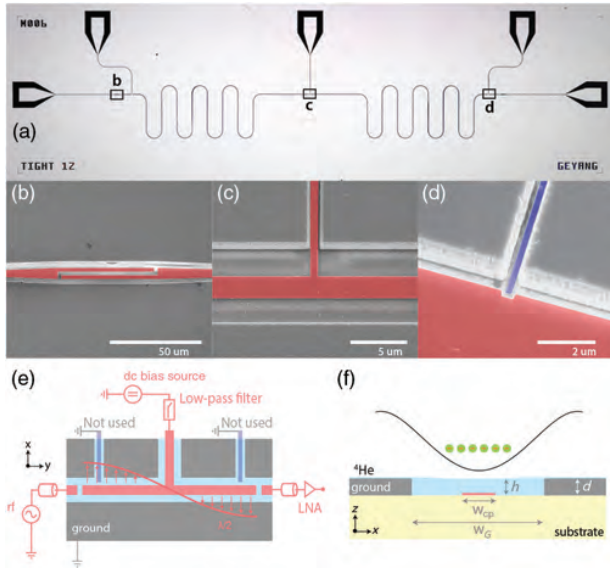 M006
b
c
d
(a)
TIGHT 12
GEYANG
(b)
(c)
(d)
50 um
5 um
2 um
(e)
dc bias source
Low-pass filter
(f)
Not used
Not used
x
y
rf
λ/2
LNA
ground
⁴He
ground
h
d
w_cp
z
x
w_G
substrate